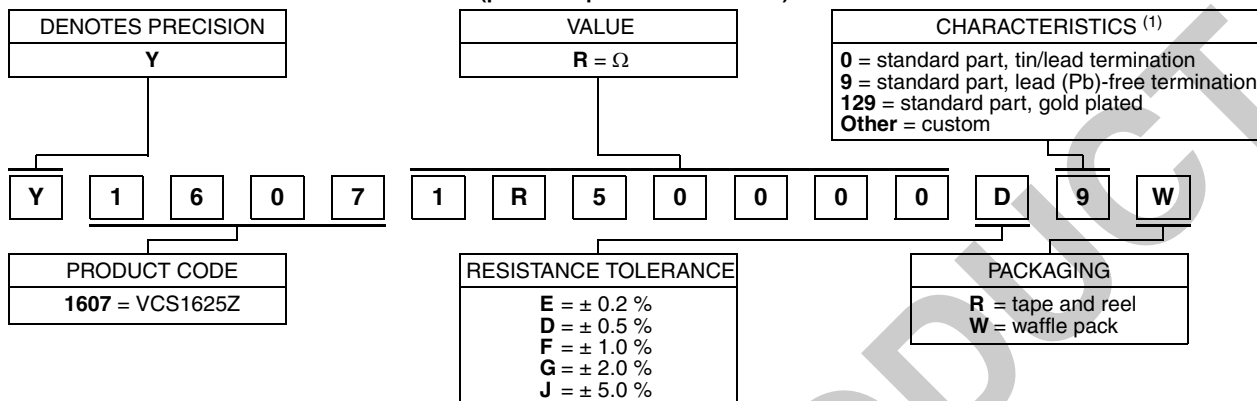 DENOTES PRECISION
Y
VALUE
R = Ω
CHARACTERISTICS (1)
0 = standard part, tin/lead termination
9 = standard part, lead (Pb)-free termination
129 = standard part, gold plated
Other = custom
Y 1 6 0 7 1 R 5 0 0 0 0 D 9 W
PRODUCT CODE
1607 = VCS1625Z
RESISTANCE TOLERANCE
E = ± 0.2 %
D = ± 0.5 %
F = ± 1.0 %
G = ± 2.0 %
J = ± 5.0 %
PACKAGING
R = tape and reel
W = waffle pack